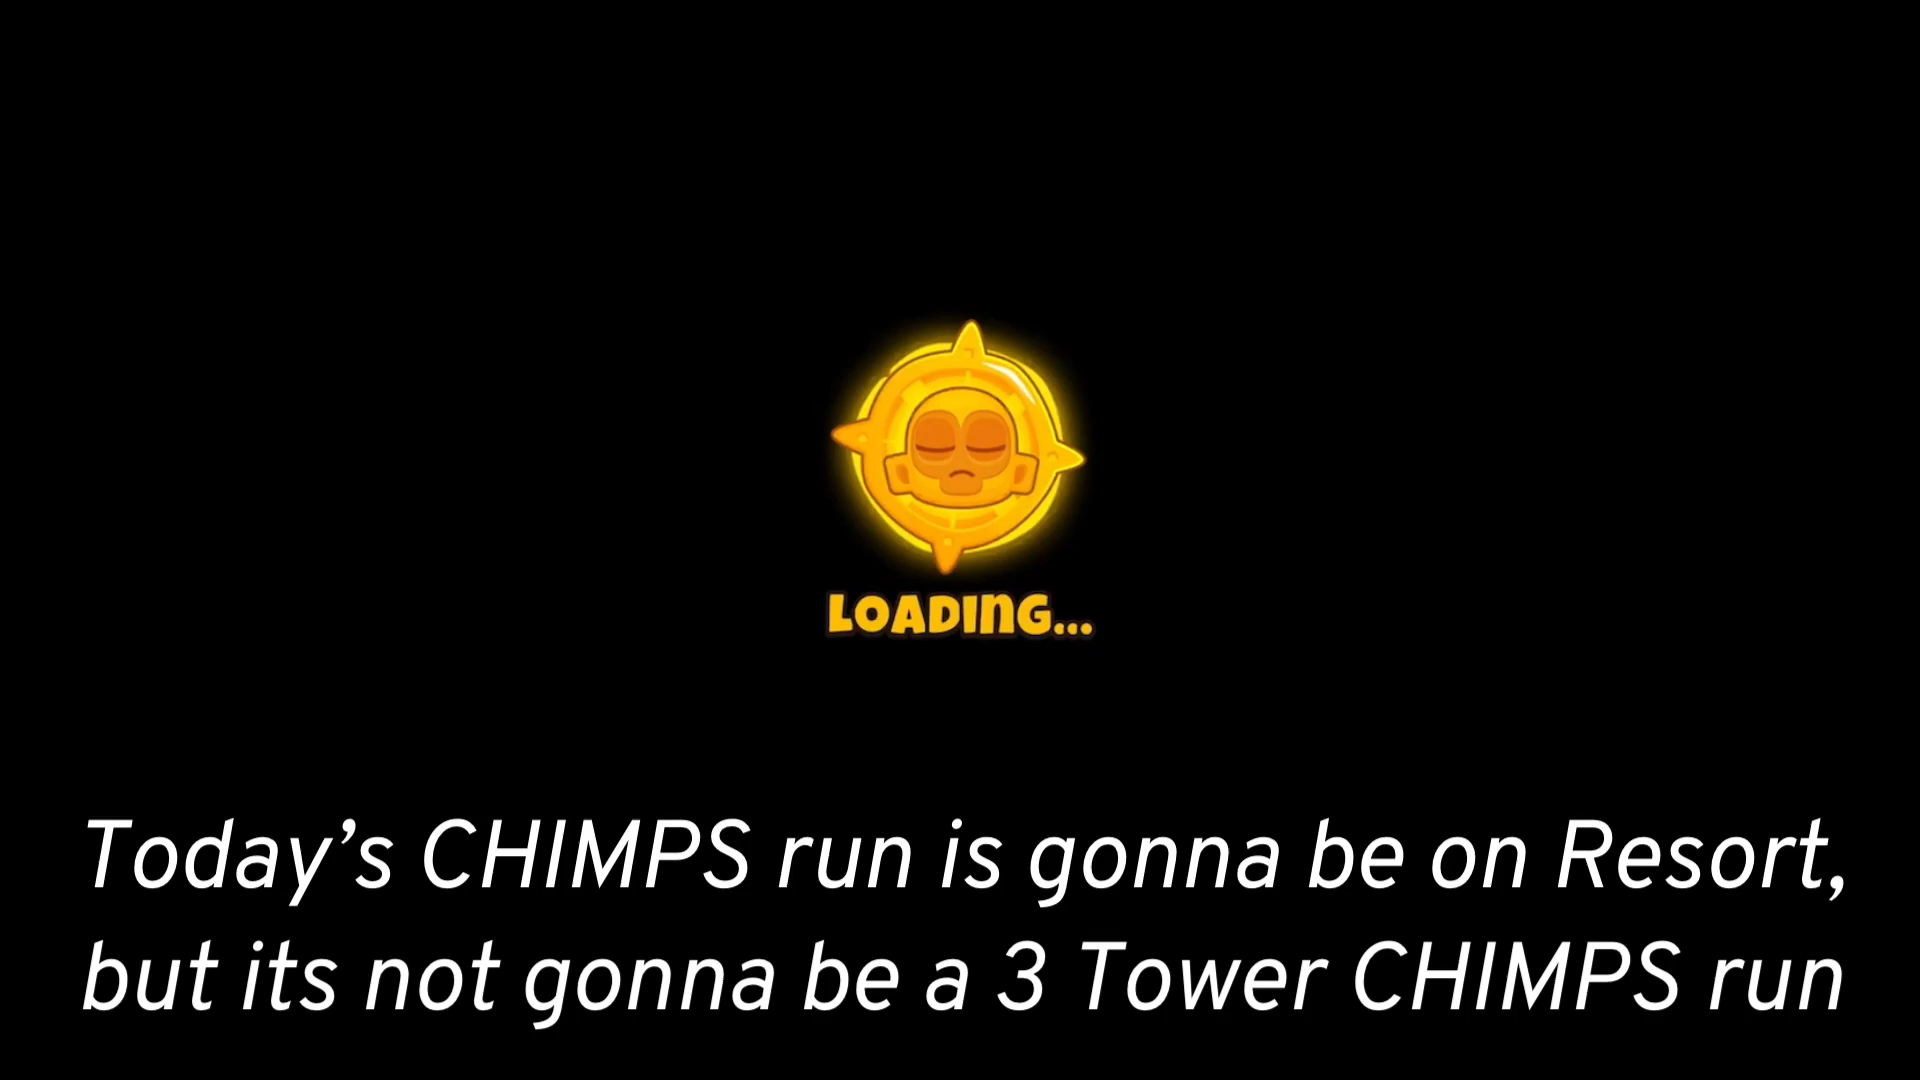 LOADING...
Today’s CHIMPS run is gonna be on Resort,
but its not gonna be a 3 Tower CHIMPS run